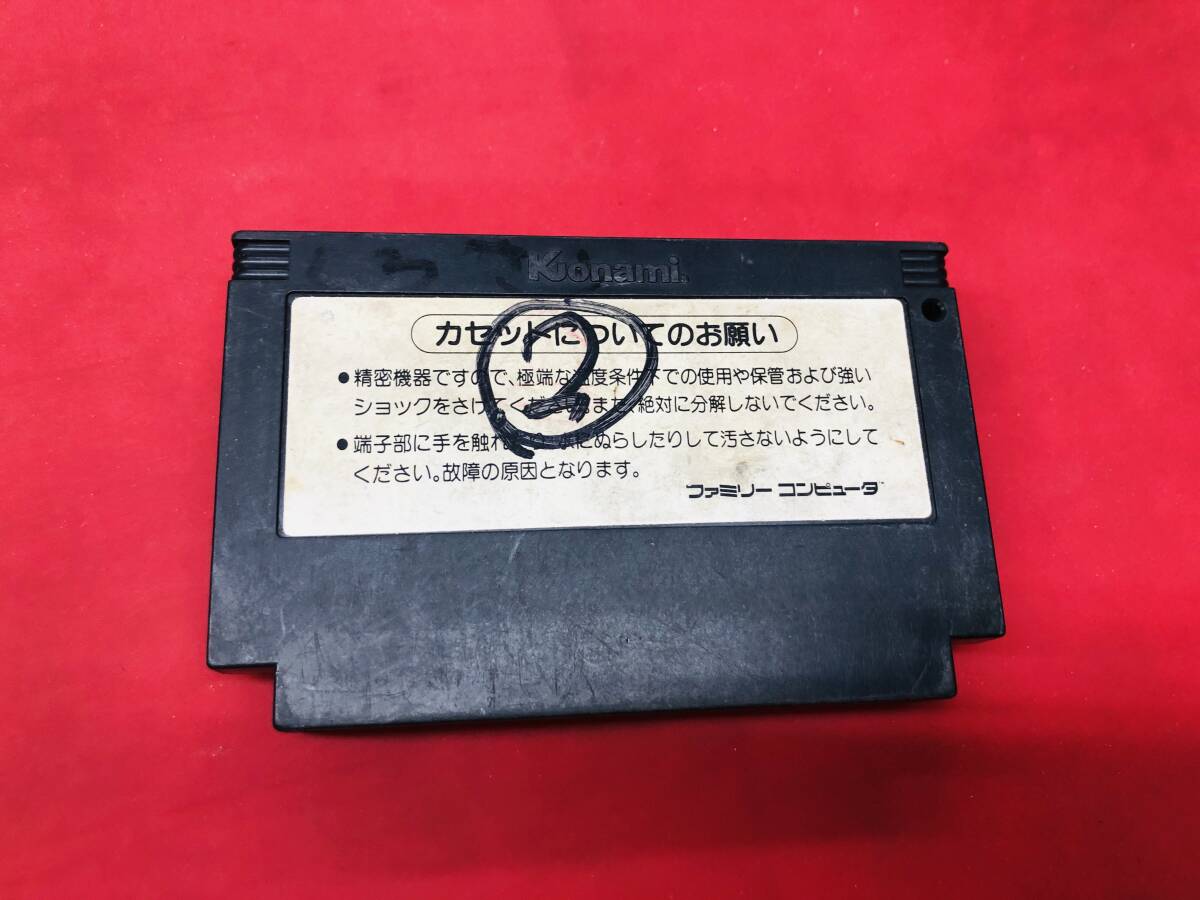 Konami
カセットについてのお願い
②
●精密機器ですので、極端な温度条件下での使用や保管および強い
ショックをさけてください。また、絶対に分解しないでください。
●端子部に手を触れ 水にぬらしたりして汚さないようにして
ください。故障の原因となります。
ファミリー コンピュータ™